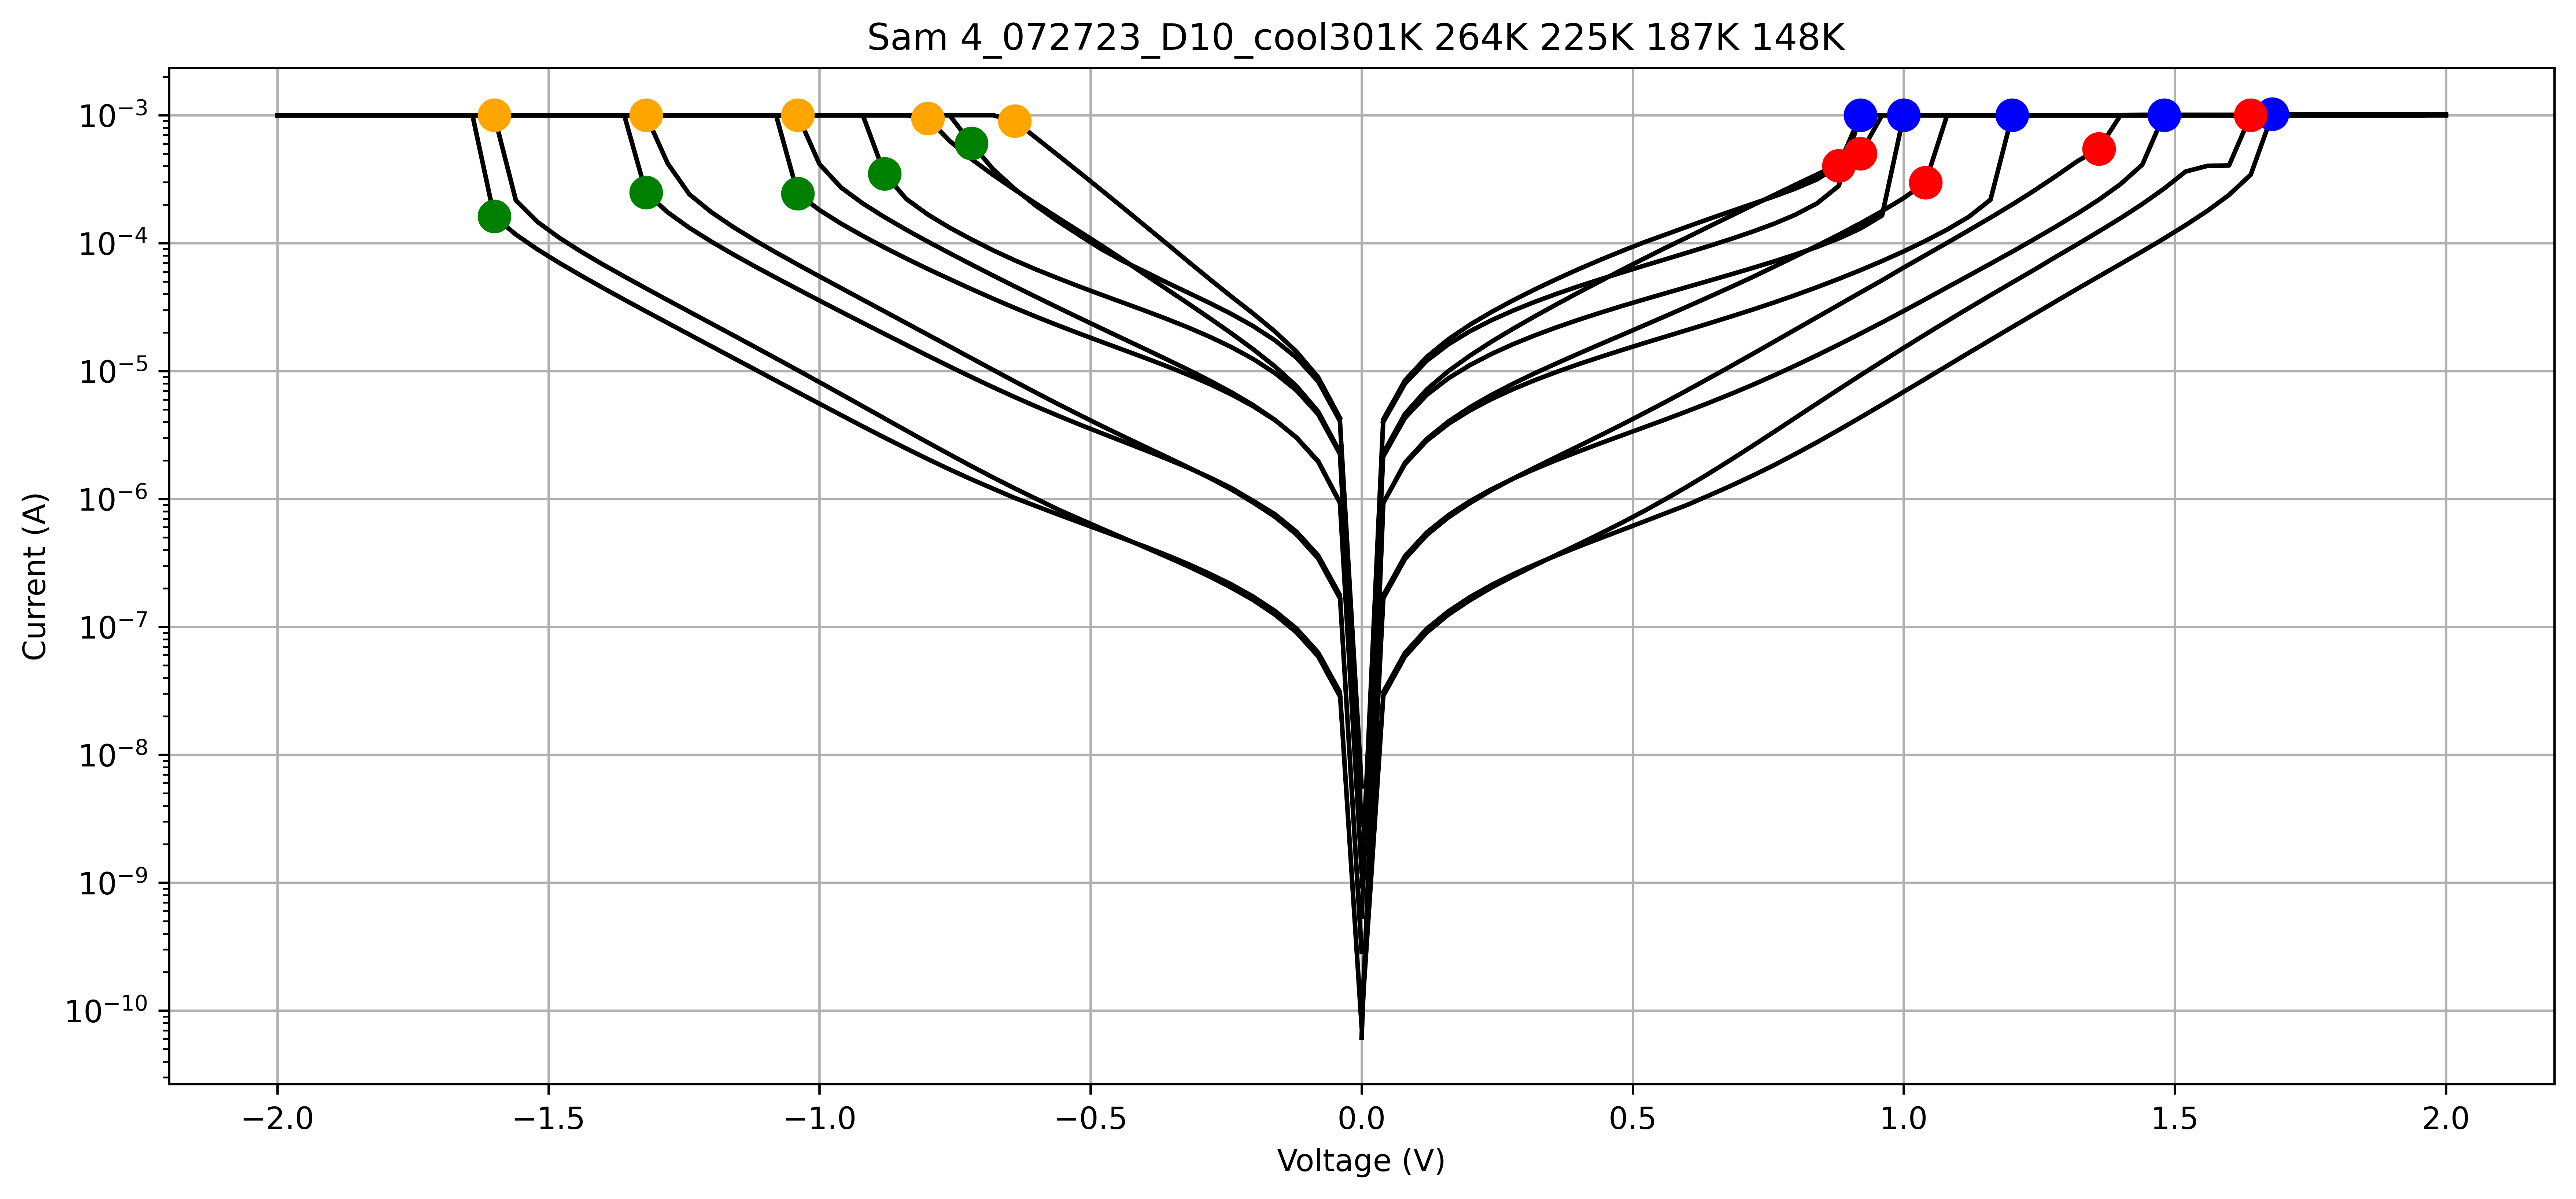 Sam 4_072723_D10_cool301K 264K 225K 187K 148K
Current (A)
10⁻³
10⁻⁴
10⁻⁵
10⁻⁶
10⁻⁷
10⁻⁸
10⁻⁹
10⁻¹⁰
−2.0 −1.5 −1.0 −0.5 0.0 0.5 1.0 1.5 2.0
Voltage (V)